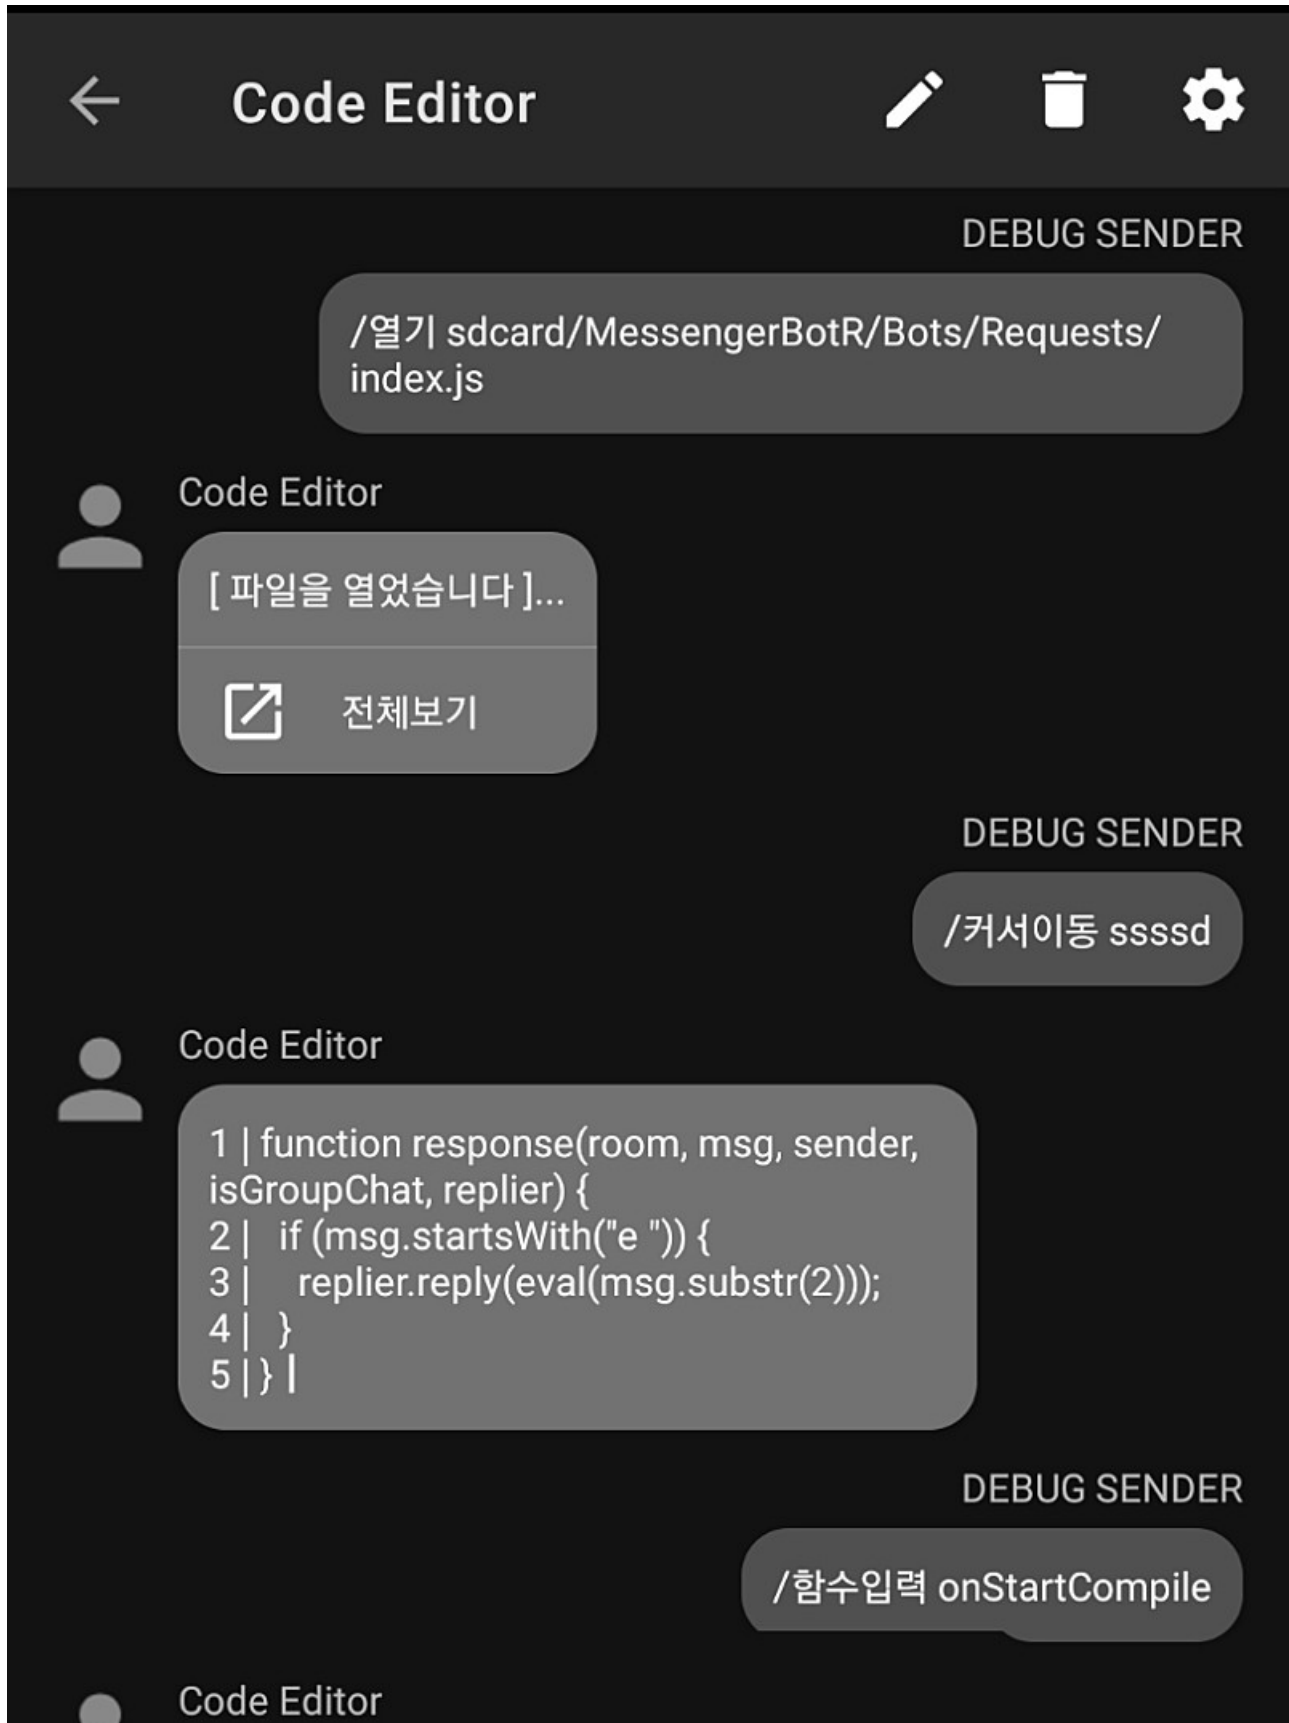 Code Editor
DEBUG SENDER
/열기 sdcard/MessengerBotR/Bots/Requests/
index.js
Code Editor
[ 파일을 열었습니다 ]...
전체보기
DEBUG SENDER
/커서이동 ssssd
Code Editor
1 | function response(room, msg, sender,
isGroupChat, replier) {
2 |   if (msg.startsWith("e ")) {
3 |     replier.reply(eval(msg.substr(2)));
4 |   }
5 | } |
DEBUG SENDER
/함수입력 onStartCompile
Code Editor